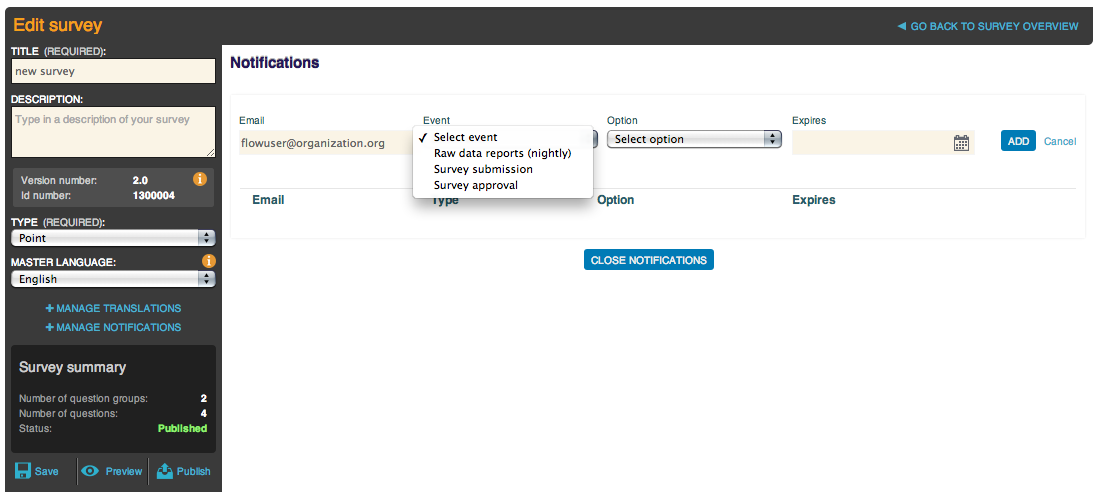 Edit survey
GO BACK TO SURVEY OVERVIEW
TITLE (REQUIRED):
new survey
DESCRIPTION:
Type in a description of your survey
Version number: 2.0
Id number: 1300004
TYPE (REQUIRED):
Point
MASTER LANGUAGE:
English
MANAGE TRANSLATIONS
MANAGE NOTIFICATIONS
Survey summary
Number of question groups: 2
Number of questions: 4
Status: Published
Save Preview Publish
Notifications
Email Event Option Expires
flowuser@organization.org Select option ADD Cancel
Select event
Raw data reports (nightly)
Survey submission
Survey approval
Email Type Option Expires
CLOSE NOTIFICATIONS